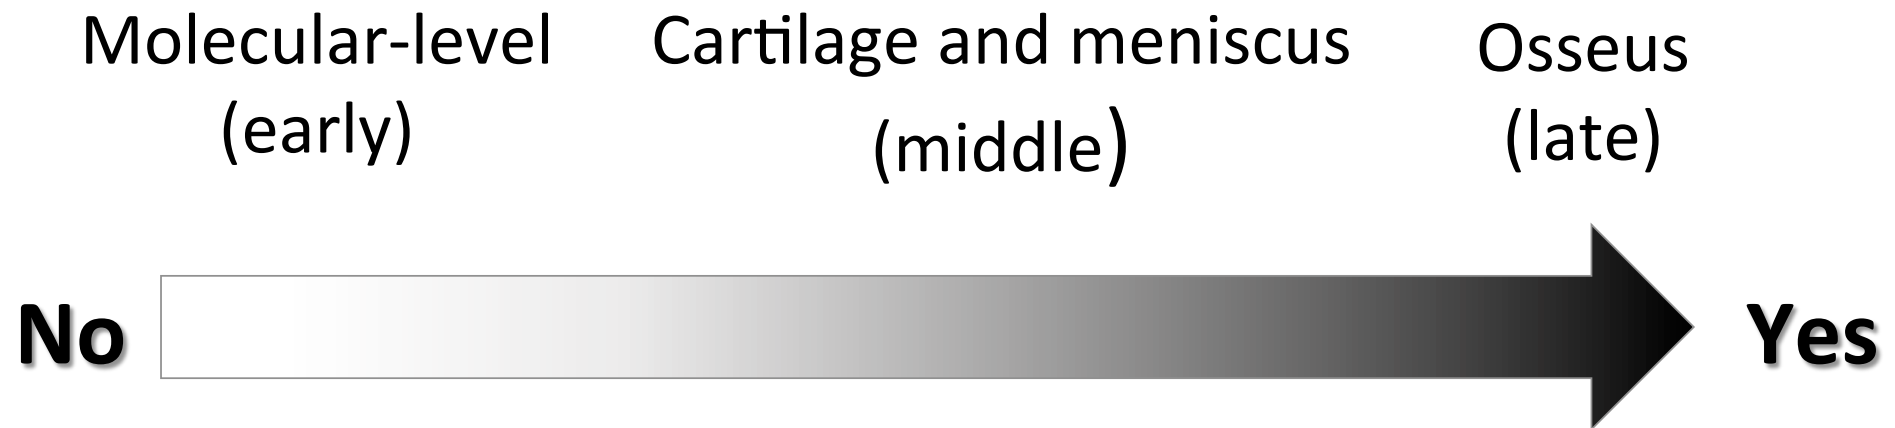 Molecular-level
(early)
Cartilage and meniscus
(middle)
Osseus
(late)
No
Yes